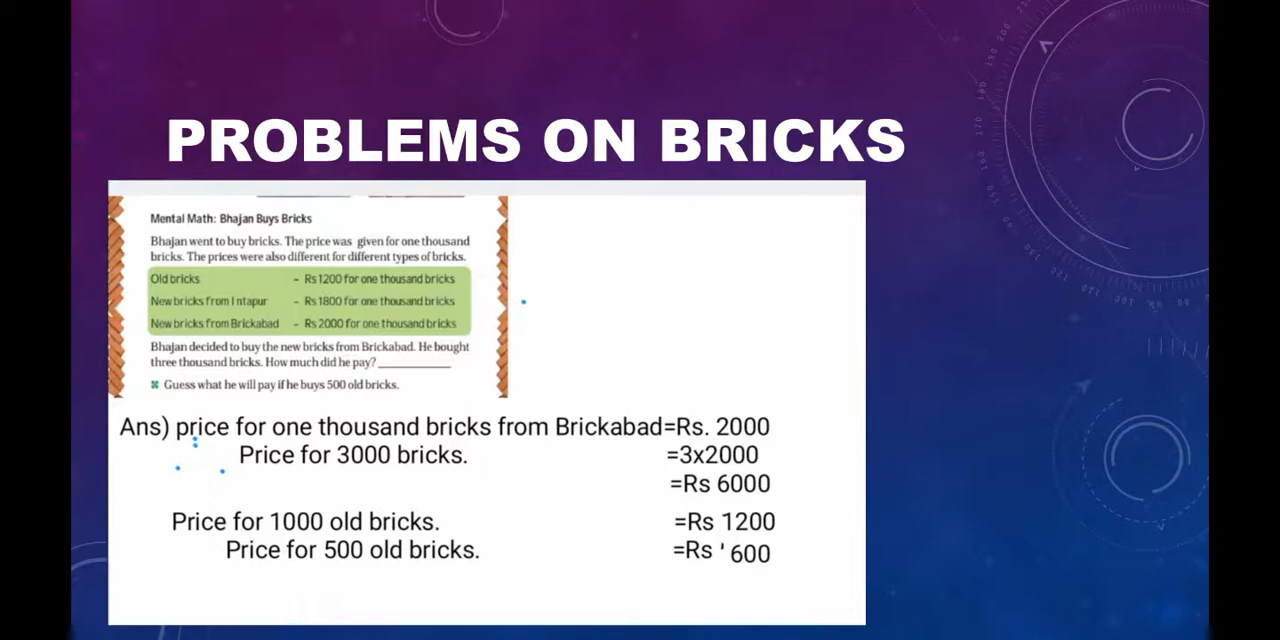 PROBLEMS ON BRICKS
Mental Math: Bhajan Buys Bricks
Bhajan went to buy bricks. The price was given for one thousand
bricks. The prices were also different for different types of bricks.
Old bricks - Rs 1200 for one thousand bricks
New bricks from I ntapur - Rs 1800 for one thousand bricks
New bricks from Brickabad - Rs 2000 for one thousand bricks
Bhajan decided to buy the new bricks from Brickabad. He bought
three thousand bricks. How much did he pay? __________
⌘ Guess what he will pay if he buys 500 old bricks.
Ans) price for one thousand bricks from Brickabad=Rs. 2000
Price for 3000 bricks. =3x2000
=Rs 6000
Price for 1000 old bricks. =Rs 1200
Price for 500 old bricks. =Rs ' 600